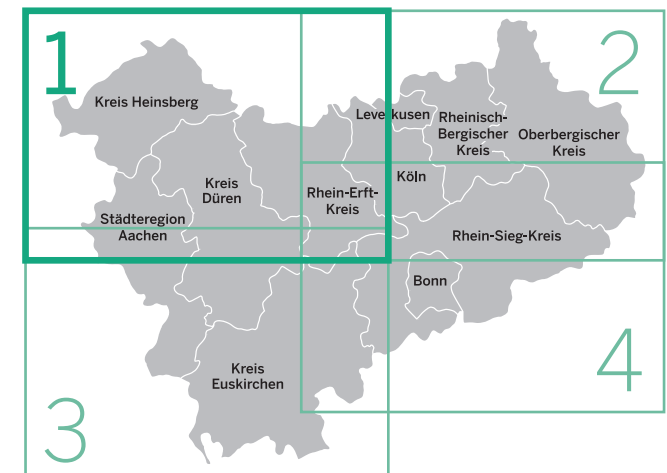 1
2
Kreis Heinsberg
Leverkusen
Rheinisch-
Bergischer
Kreis
Oberbergischer
Kreis
Kreis
Düren
Rhein-Erft-
Kreis
Köln
Städteregion
Aachen
Rhein-Sieg-Kreis
Bonn
Kreis
Euskirchen
3
4